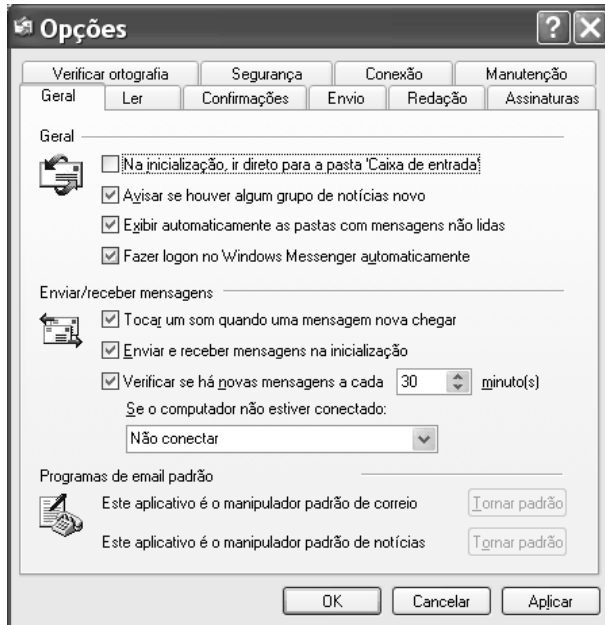 Opções
Verificar ortografia Segurança Conexão Manutenção
Geral Ler Confirmações Envio Redação Assinaturas
Geral
Na inicialização, ir direto para a pasta 'Caixa de entrada'
Avisar se houver algum grupo de notícias novo
Exibir automaticamente as pastas com mensagens não lidas
Fazer logon no Windows Messenger automaticamente
Enviar/receber mensagens
Tocar um som quando uma mensagem nova chegar
Enviar e receber mensagens na inicialização
Verificar se há novas mensagens a cada 30 minuto(s)
Se o computador não estiver conectado:
Não conectar
Programas de email padrão
Este aplicativo é o manipulador padrão de correio Tornar padrão
Este aplicativo é o manipulador padrão de notícias Tornar padrão
OK Cancelar Aplicar